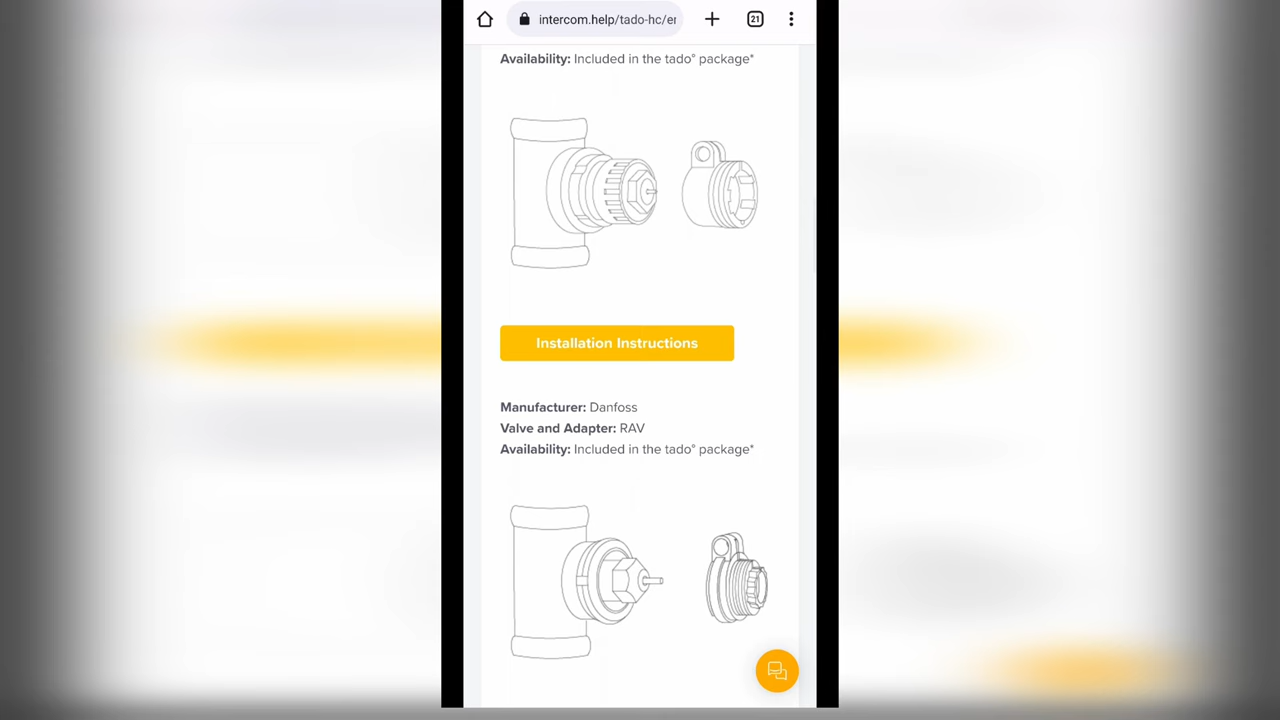 intercom.help/tado-hc/er
21
Availability: Included in the tado° package*
Installation Instructions
Manufacturer: Danfoss
Valve and Adapter: RAV
Availability: Included in the tado° package*